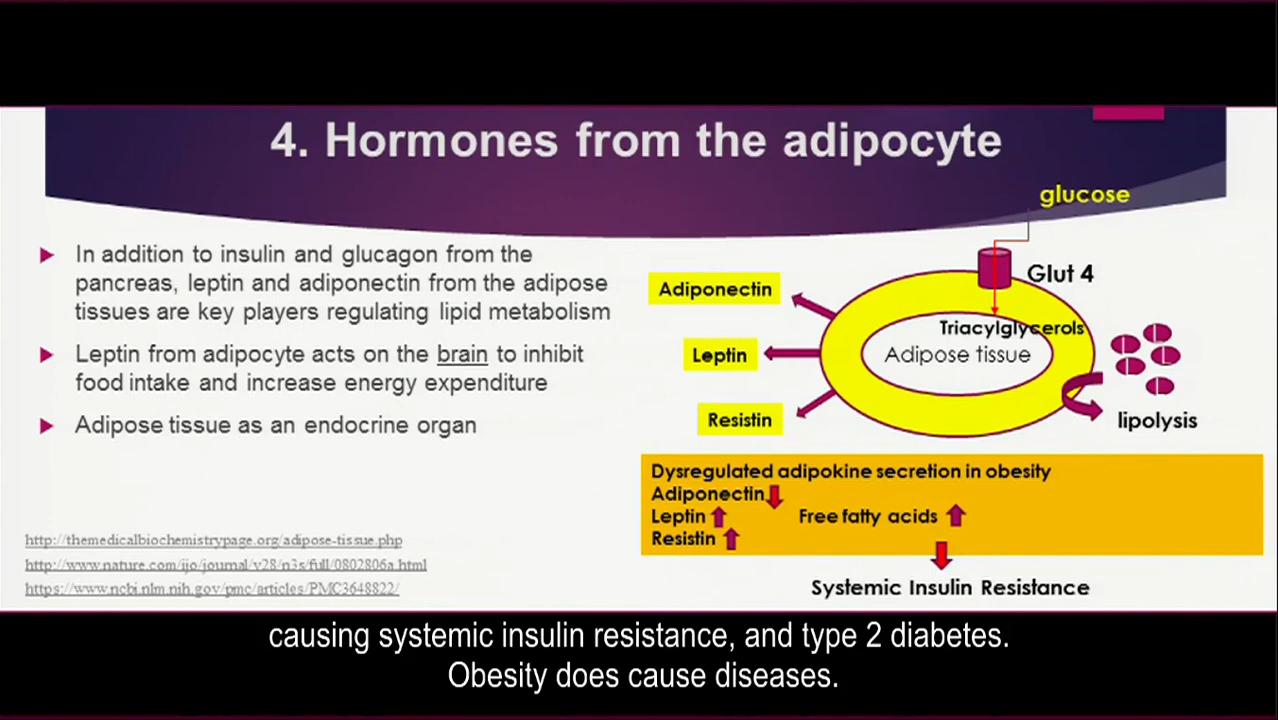 4. Hormones from the adipocyte
In addition to insulin and glucagon from the
pancreas, leptin and adiponectin from the adipose
tissues are key players regulating lipid metabolism
Leptin from adipocyte acts on the brain to inhibit
food intake and increase energy expenditure
Adipose tissue as an endocrine organ
http://themedicalbiochemistrypage.org/adipose-tissue.php
http://www.nature.com/ijo/journal/v28/n3s/full/0802806a.html
https://www.ncbi.nlm.nih.gov/pmc/articles/PMC3648822/
glucose
Glut 4
Adiponectin
Triacylglycerols
Leptin
Adipose tissue
Resistin
lipolysis
Dysregulated adipokine secretion in obesity
Adiponectin
Leptin
Free fatty acids
Resistin
Systemic Insulin Resistance
causing systemic insulin resistance, and type 2 diabetes.
Obesity does cause diseases.